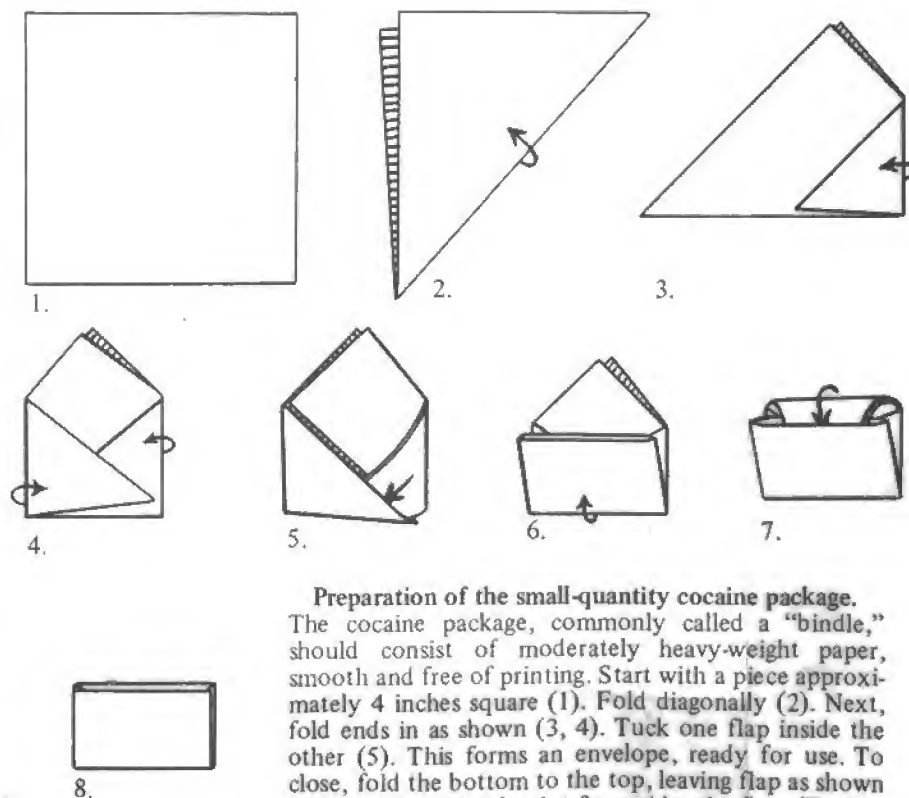 1.
2.
3.
4.
5.
6.
7.
8.
Preparation of the small-quantity cocaine package.
The cocaine package, commonly called a “bindle,”
should consist of moderately heavy-weight paper,
smooth and free of printing. Start with a piece approxi-
mately 4 inches square (1). Fold diagonally (2). Next,
fold ends in as shown (3, 4). Tuck one flap inside the
other (5). This forms an envelope, ready for use. To
close, fold the bottom to the top, leaving flap as shown